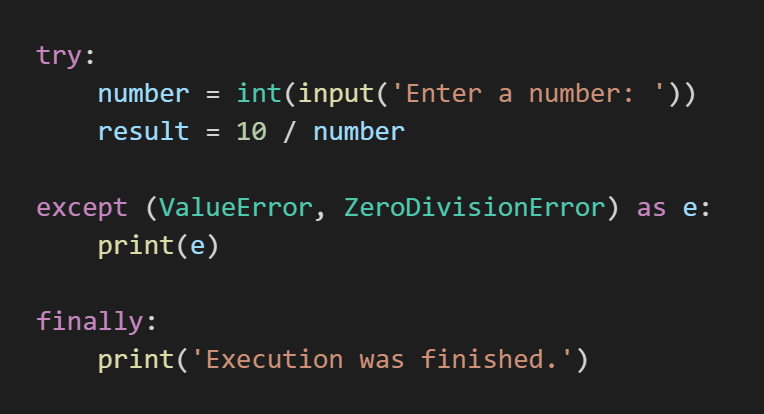 try:
    number = int(input('Enter a number: '))
    result = 10 / number
except (ValueError, ZeroDivisionError) as e:
    print(e)
finally:
    print('Execution was finished.')